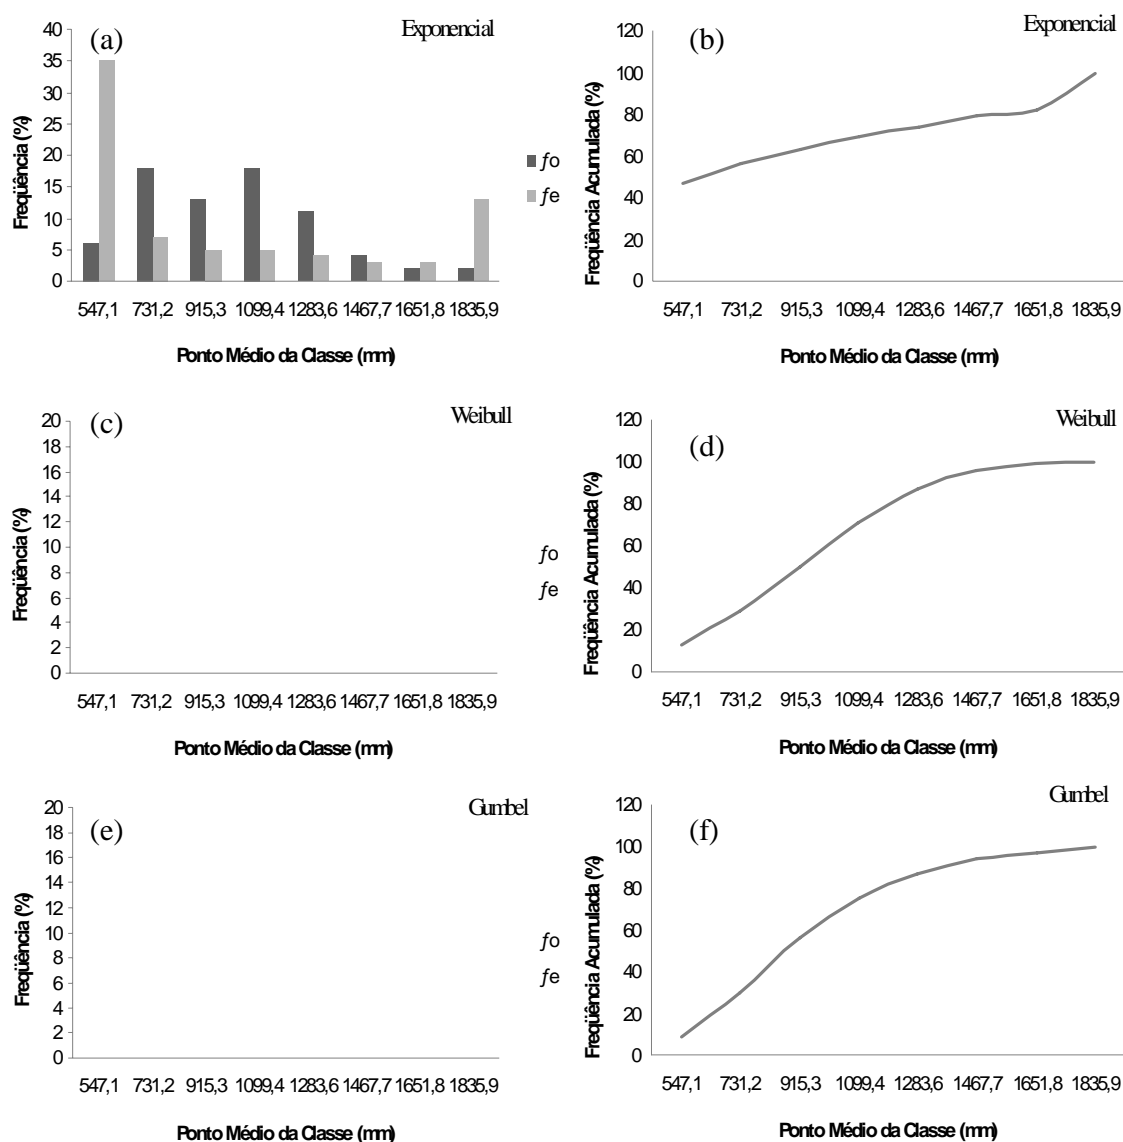 (a)
Exponencial
Freqüência (%)
40
35
30
25
20
15
10
5
0
547,1 731,2 915,3 1099,4 1283,6 1467,7 1651,8 1835,9
Ponto Médio da Classe (mm)
ƒo
ƒe
(b)
Exponencial
Freqüência Acumulada (%)
120
100
80
60
40
20
0
547,1 731,2 915,3 1099,4 1283,6 1467,7 1651,8 1835,9
Ponto Médio da Classe (mm)
(c)
Weibull
Freqüência (%)
20
18
16
14
12
10
8
6
4
2
0
547,1 731,2 915,3 1099,4 1283,6 1467,7 1651,8 1835,9
Ponto Médio da Classe (mm)
ƒo
ƒe
(d)
Weibull
Freqüência Acumulada (%)
120
100
80
60
40
20
0
547,1 731,2 915,3 1099,4 1283,6 1467,7 1651,8 1835,9
Ponto Médio da Classe (mm)
(e)
Gumbel
Freqüência (%)
20
18
16
14
12
10
8
6
4
2
0
547,1 731,2 915,3 1099,4 1283,6 1467,7 1651,8 1835,9
Ponto Médio da Classe (mm)
ƒo
ƒe
(f)
Gumbel
Freqüência Acumulada (%)
120
100
80
60
40
20
0
547,1 731,2 915,3 1099,4 1283,6 1467,7 1651,8 1835,9
Ponto Médio da Classe (mm)